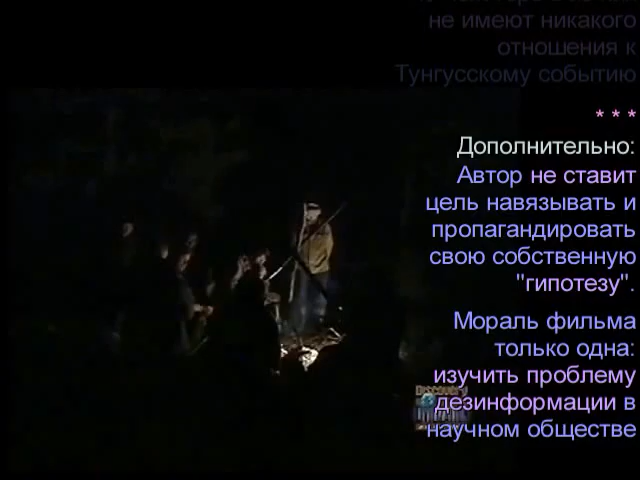 не имеют никакого
отношения к
Тунгусскому событию
* * *
Дополнительно:
Автор не ставит
цель навязывать и
пропагандировать
свою собственную
"гипотезу".
Мораль фильма
только одна:
изучить проблему
дезинформации в
научном обществе
DISCOVERY